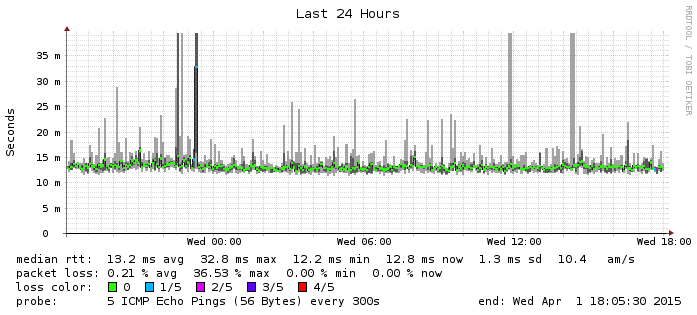 Last 24 Hours
RRDTOOL / TOBI OETIKER
Seconds
35 m
30 m
25 m
20 m
15 m
10 m
5 m
0
Wed 00:00 Wed 06:00 Wed 12:00 Wed 18:00
median rtt: 13.2 ms avg 32.8 ms max 12.2 ms min 12.8 ms now 1.3 ms sd 10.4 am/s
packet loss: 0.21 % avg 36.53 % max 0.00 % min 0.00 % now
loss color: 0 1/5 2/5 3/5 4/5
probe: 5 ICMP Echo Pings (56 Bytes) every 300s end: Wed Apr 1 18:05:30 2015